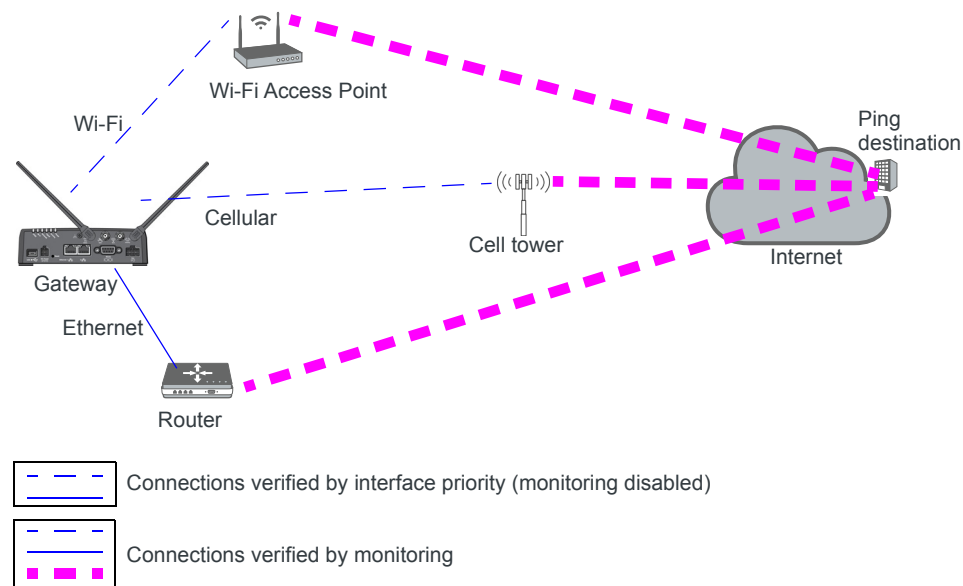 Wi-Fi Access Point
Wi-Fi
Ping
destination
Cellular
Cell tower
Internet
Gateway
Ethernet
Router
Connections verified by interface priority (monitoring disabled)
Connections verified by monitoring